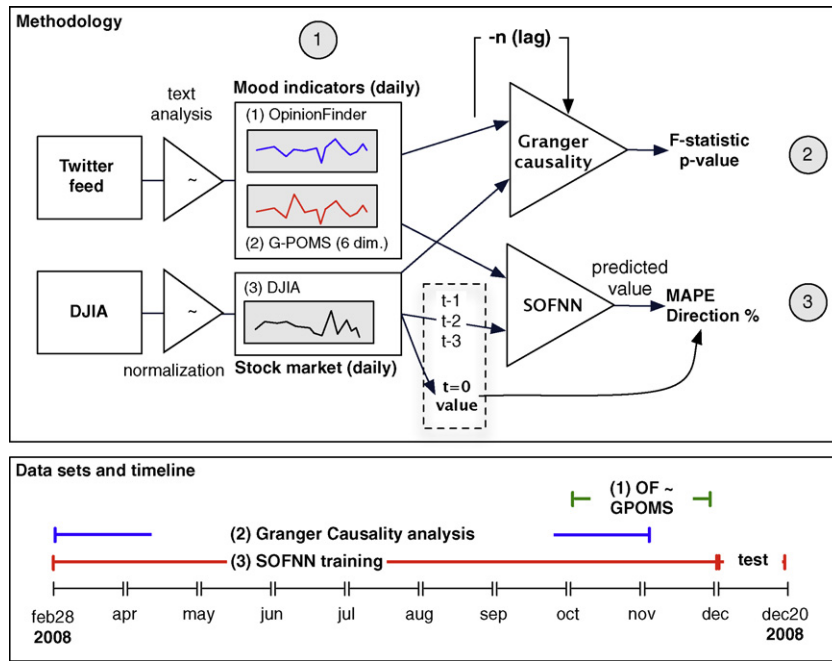 Methodology
1
-n (lag)
text
analysis
Mood indicators (daily)
(1) OpinionFinder
Twitter
feed
~
Granger
causality
F-statistic
p-value
2
(2) G-POMS (6 dim.)
DJIA
~
normalization
(3) DJIA
Stock market (daily)
t-1
t-2
t-3
t=0
value
SOFNN
predicted
value
MAPE
Direction %
3
Data sets and timeline
(1) OF ~
GPOMS
(2) Granger Causality analysis
(3) SOFNN training
test
feb28 apr may jun jul aug sep oct nov dec dec20
2008 2008